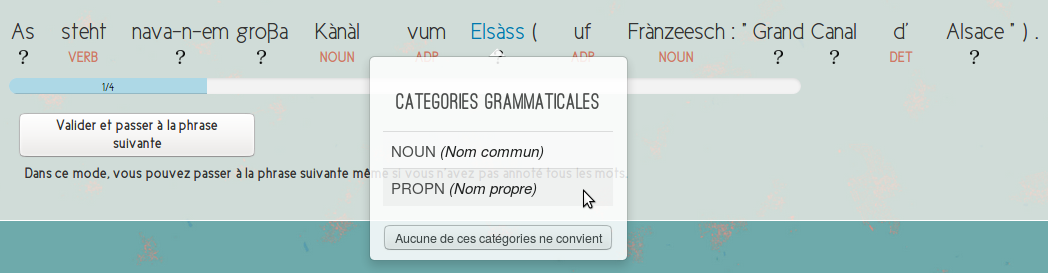 As steht nava-n-em groβa Kànàl vum Elsàss ( uf Frànzeesch : " Grand Canal d' Alsace " ) .
? VERB ? ? NOUN ADP ? ADP NOUN ? ? DET ?
1/4
CATEGORIES GRAMMATICALES
Valider et passer à la phrase
suivante
NOUN (Nom commun)
Dans ce mode, vous pouvez passer à la phrase suivante même si vous n'avez pas annoté tous les mots.
PROPN (Nom propre)
Aucune de ces catégories ne convient